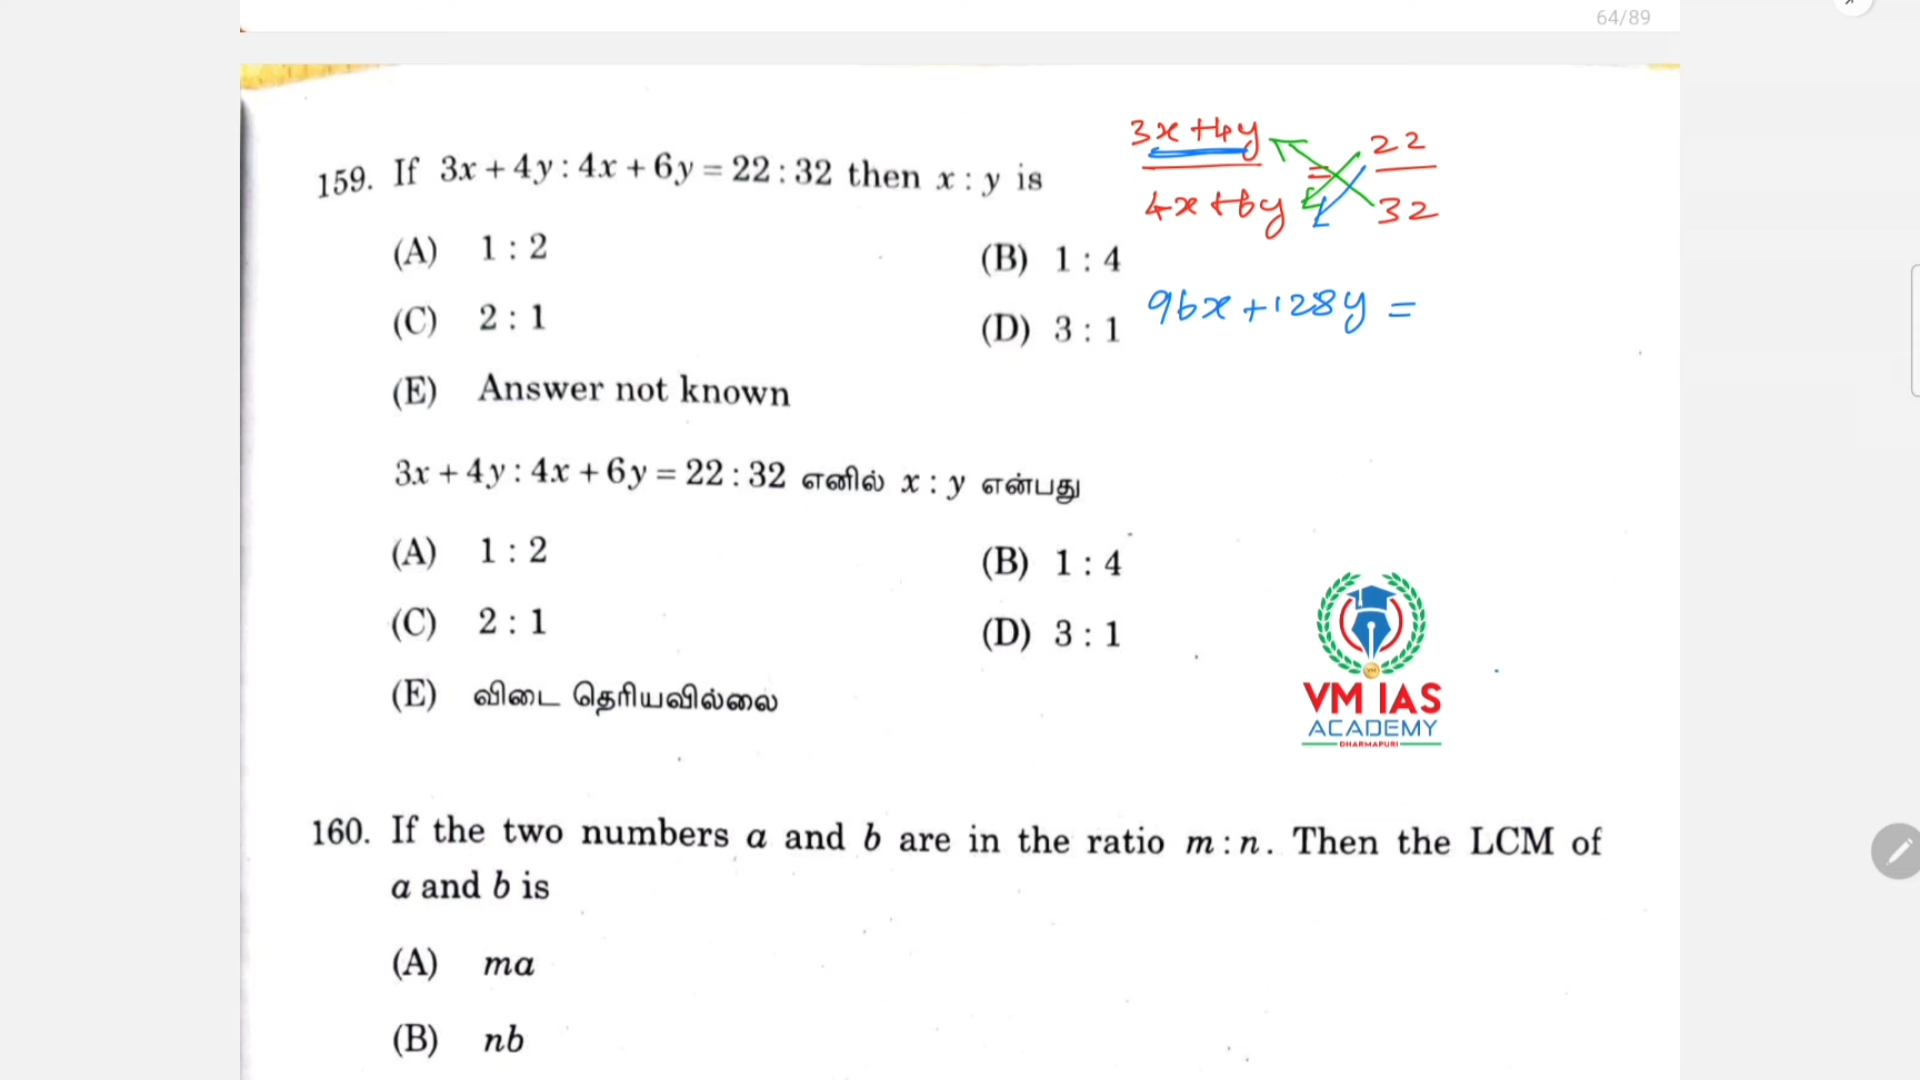 64/89
159. If 3x + 4y : 4x + 6y = 22 : 32 then x : y is
(A) 1 : 2
(B) 1 : 4
(C) 2 : 1
(D) 3 : 1
(E) Answer not known
3x + 4y : 4x + 6y = 22 : 32 எனில் x : y என்பது
(A) 1 : 2
(B) 1 : 4
(C) 2 : 1
(D) 3 : 1
(E) விடை தெரியவில்லை
3x+4y = 22
4x+6y 32
96x+128y =
VM IAS
ACADEMY
DHARMAPURI
160. If the two numbers a and b are in the ratio m : n. Then the LCM of
a and b is
(A) ma
(B) nb